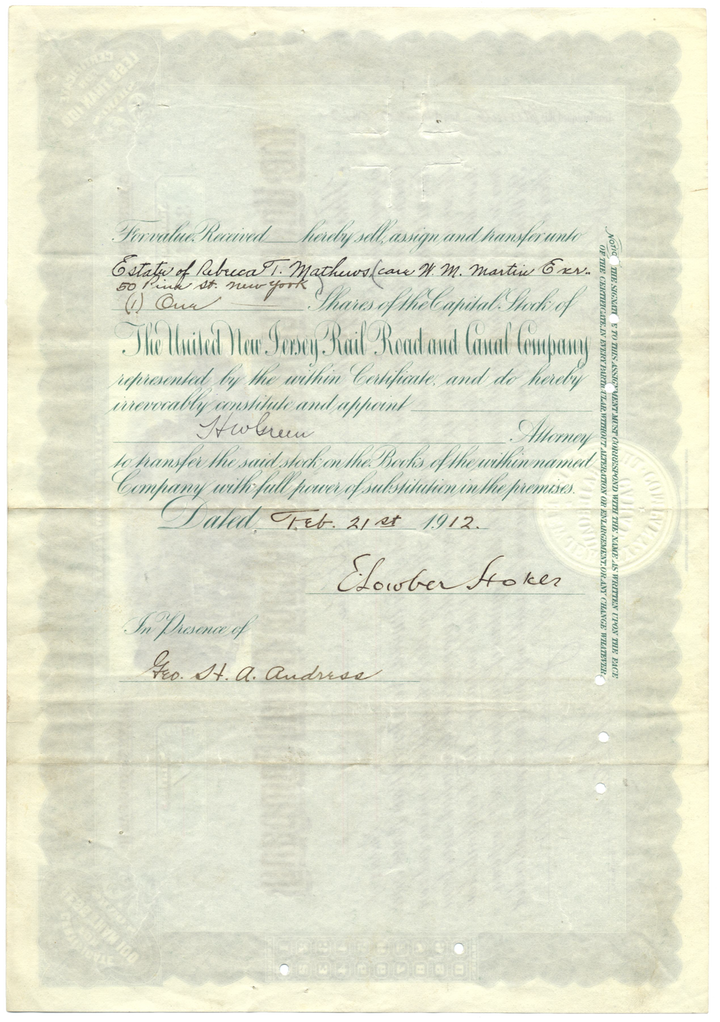 For value Received hereby sell, assign and transfer unto
Estate of Rebecca T. Mathews (care W. M. Martin Exr.
50 Pine St. New York)
(1) One Shares of the Capital Stock of
The United New Jersey Rail Road and Canal Company
represented by the within Certificate, and do hereby
irrevocably constitute and appoint
H W Green Attorney
to transfer the said stock on the Books of the within named
Company with full power of substitution in the premises.
Dated, Feb. 21st 1912.
E. Lowber Stokes
In Presence of
Geo. H. A. Andress
NOTE: THE SIGNATURE TO THIS ASSIGNMENT MUST CORRESPOND WITH THE NAME AS WRITTEN UPON THE FACE
OF THE CERTIFICATE IN EVERY PARTICULAR WITHOUT ALTERATION OR ENLARGEMENT OR ANY CHANGE WHATEVER.
LESS THAN 100